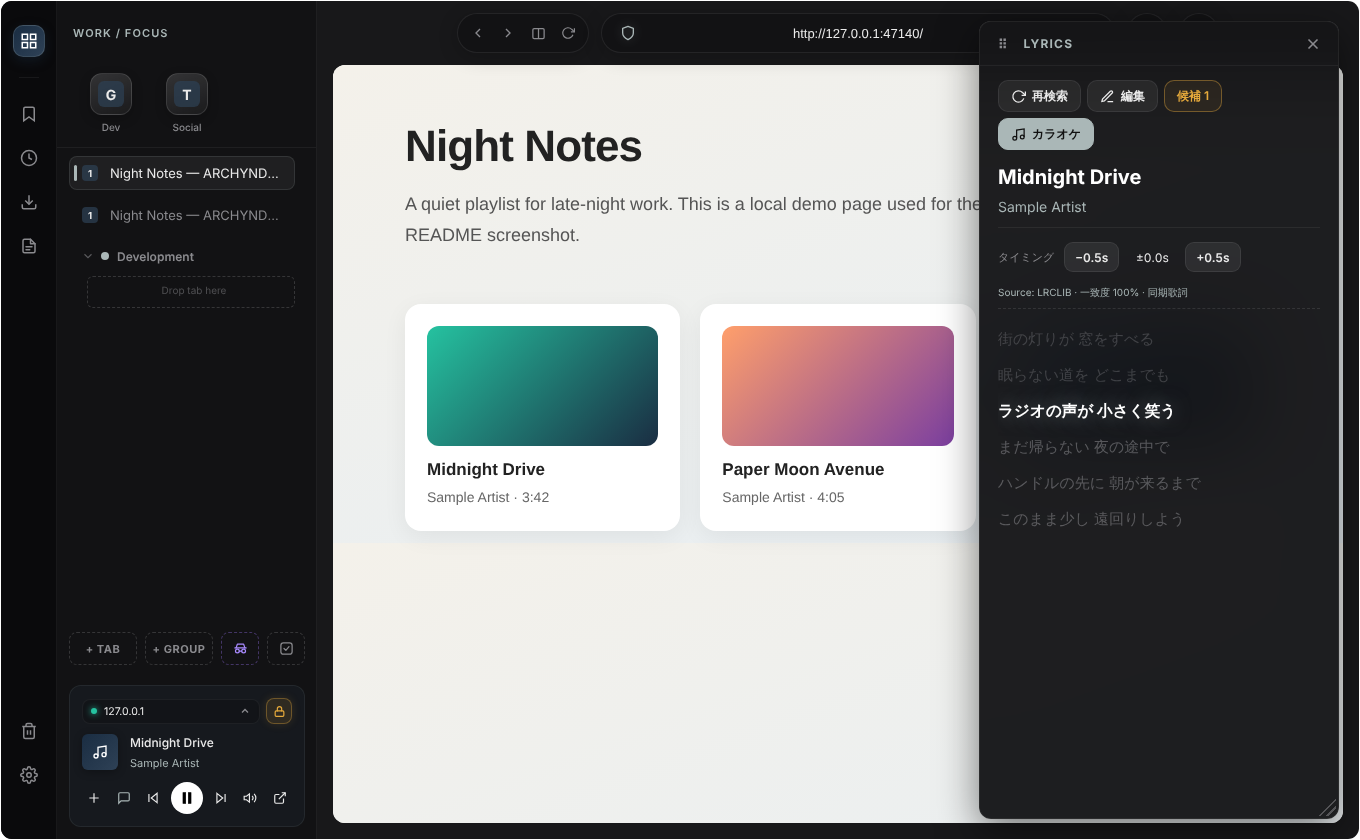 WORK / FOCUS
G
T
Dev
Social
1 Night Notes — ARCHYND...
1 Night Notes — ARCHYND...
Development
Drop tab here
+ TAB
+ GROUP
127.0.0.1
Midnight Drive
Sample Artist
http://127.0.0.1:47140/
Night Notes
A quiet playlist for late-night work. This is a local demo page used for the
README screenshot.
Midnight Drive
Sample Artist · 3:42
Paper Moon Avenue
Sample Artist · 4:05
LYRICS
再検索
編集
候補 1
カラオケ
Midnight Drive
Sample Artist
タイミング
−0.5s
±0.0s
+0.5s
Source: LRCLIB · 一致度 100% · 同期歌詞
街の灯りが 窓をすべる
眠らない道を どこまでも
ラジオの声が 小さく笑う
まだ帰らない 夜の途中で
ハンドルの先に 朝が来るまで
このまま少し 遠回りしよう